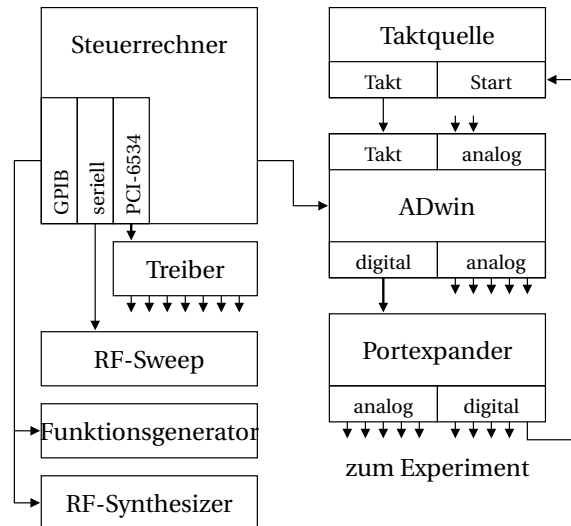 Steuerrechner
GPIB
seriell
PCI-6534
Treiber
RF-Sweep
Funktionsgenerator
RF-Synthesizer
Taktquelle
Takt
Start
Takt
analog
ADwin
digital
analog
Portexpander
analog
digital
zum Experiment